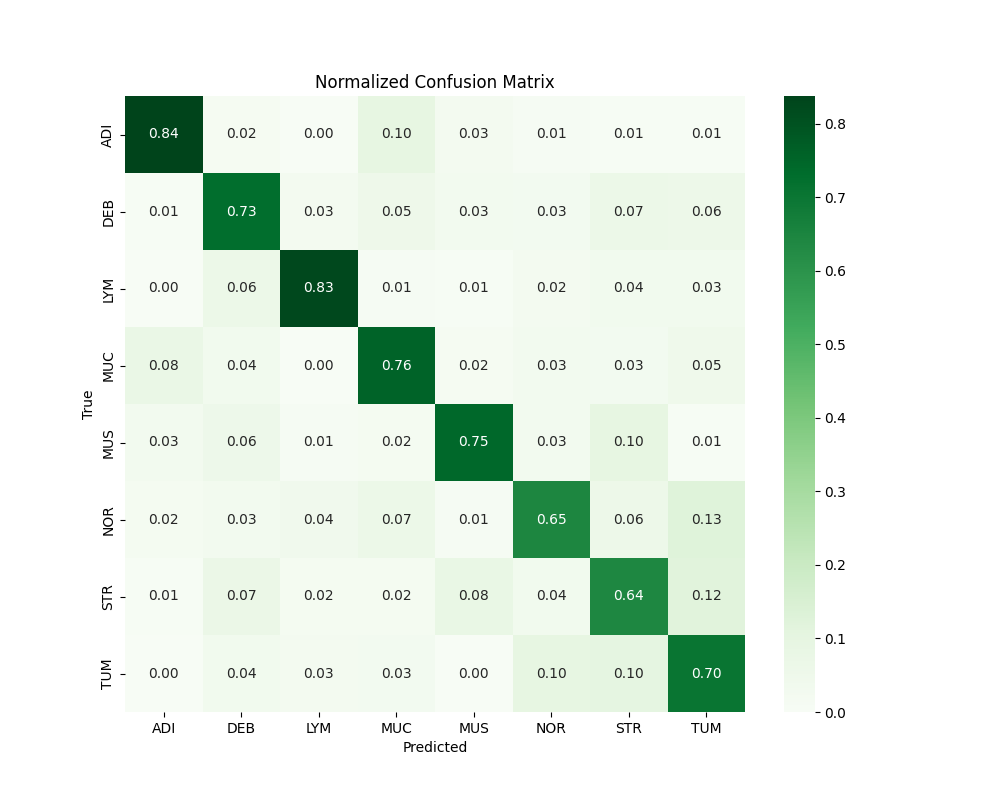 Normalized Confusion Matrix
ADI 0.84 0.02 0.00 0.10 0.03 0.01 0.01 0.01 0.8
DEB 0.01 0.73 0.03 0.05 0.03 0.03 0.07 0.06 0.7
LYM 0.00 0.06 0.83 0.01 0.01 0.02 0.04 0.03 0.6
0.5
MUC 0.08 0.04 0.00 0.76 0.02 0.03 0.03 0.05
True
0.4
MUS 0.03 0.06 0.01 0.02 0.75 0.03 0.10 0.01
0.3
NOR 0.02 0.03 0.04 0.07 0.01 0.65 0.06 0.13
0.2
STR 0.01 0.07 0.02 0.02 0.08 0.04 0.64 0.12
0.1
TUM 0.00 0.04 0.03 0.03 0.00 0.10 0.10 0.70
0.0
ADI DEB LYM MUC MUS NOR STR TUM
Predicted